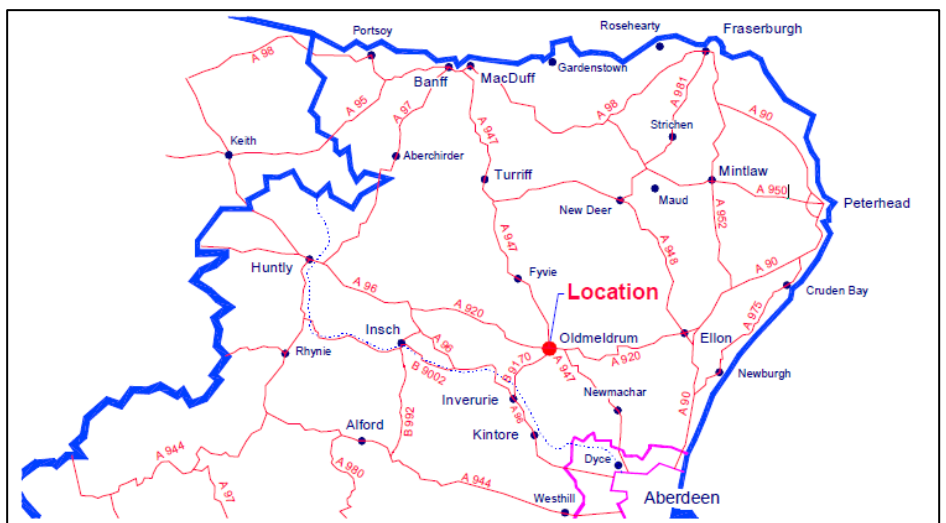 Rosehearty
Fraserburgh
Portsoy
A 98
Banff
MacDuff
Gardenstown
A 981
A 95
A 97
A 98
A 90
A 947
Strichen
Keith
Aberchirder
Turriff
Mintlaw
A 950
Maud
New Deer
Peterhead
A 952
A 947
A 948
Huntly
Fyvie
A 90
A 96
Location
Cruden Bay
A 920
A 975
Insch
Oldmeldrum
Ellon
A 96
A 920
Rhynie
B 9002
B 9170
A 947
Newburgh
Newmachar
Inverurie
A 96
A 90
B 992
Alford
Kintore
A 944
Dyce
A 980
A 944
A 97
Westhill
Aberdeen